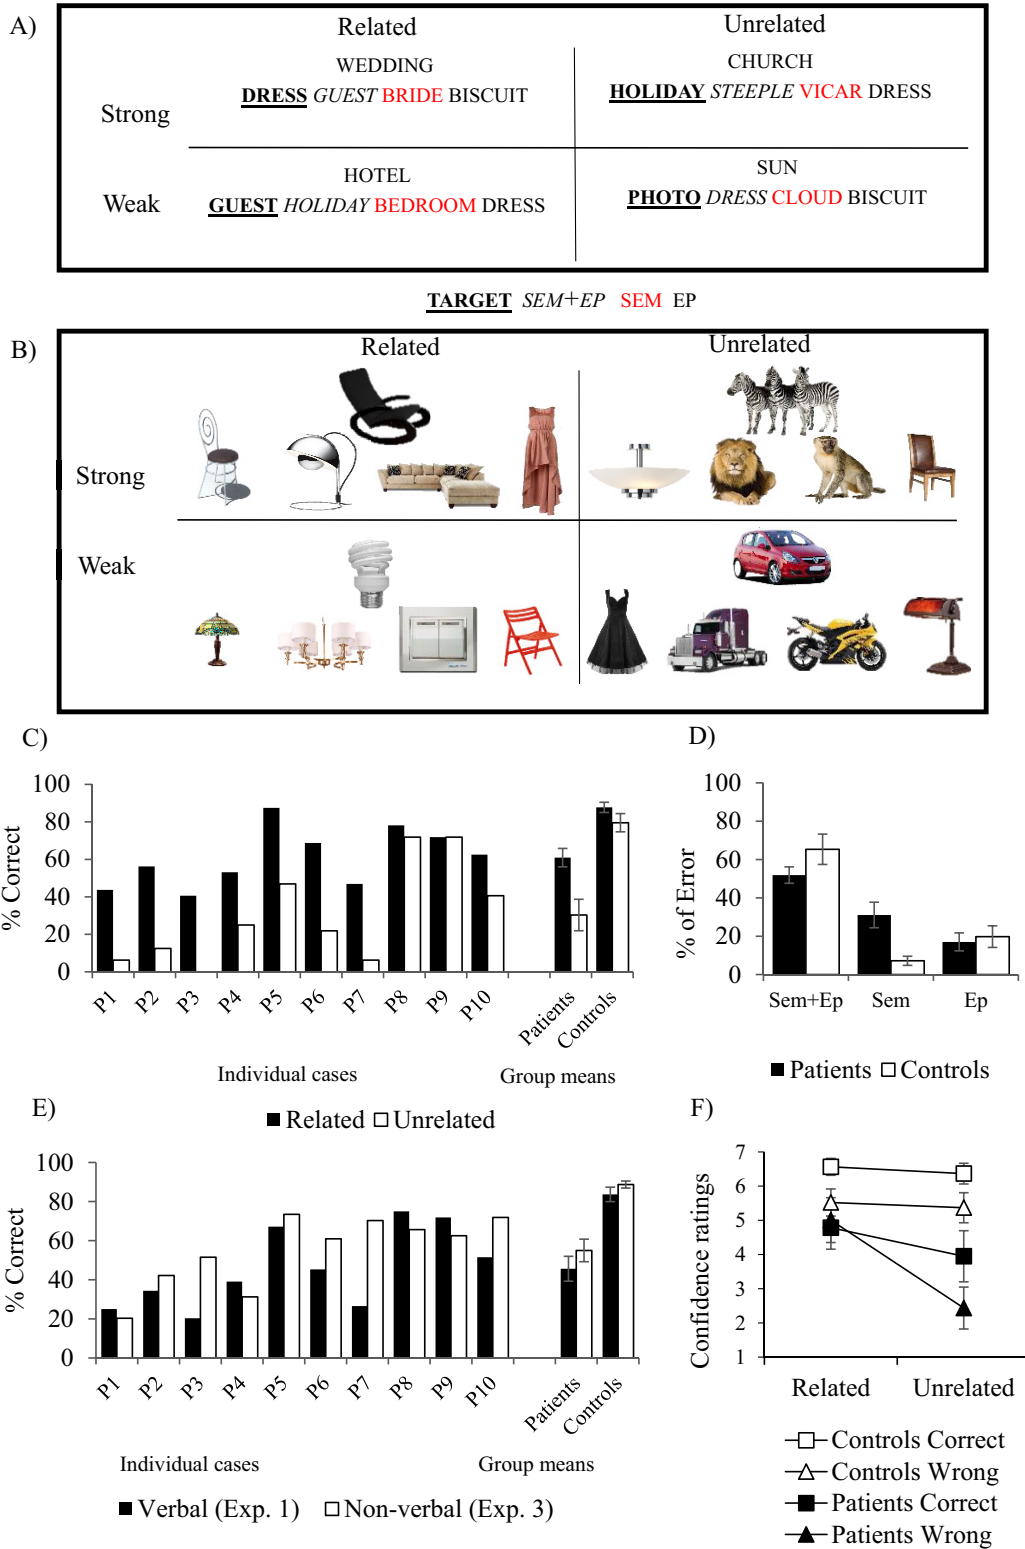 A)
Related
Unrelated
Strong
WEDDING
DRESS GUEST BRIDE BISCUIT
CHURCH
HOLIDAY STEEPLE VICAR DRESS
Weak
HOTEL
GUEST HOLIDAY BEDROOM DRESS
SUN
PHOTO DRESS CLOUD BISCUIT
TARGET SEM+EP SEM EP
B)
Related
Unrelated
Strong
Weak
C)
% Correct
100
80
60
40
20
0
P1 P2 P3 P4 P5 P6 P7 P8 P9 P10 Patients Controls
Individual cases
Group means
Related Unrelated
D)
% of Error
100
80
60
40
20
0
Sem+Ep Sem Ep
Patients Controls
E)
% Correct
100
80
60
40
20
0
P1 P2 P3 P4 P5 P6 P7 P8 P9 P10 Patients Controls
Individual cases
Group means
Verbal (Exp. 1) Non-verbal (Exp. 3)
F)
Confidence ratings
7
6
5
4
3
2
1
Related Unrelated
Controls Correct
Controls Wrong
Patients Correct
Patients Wrong